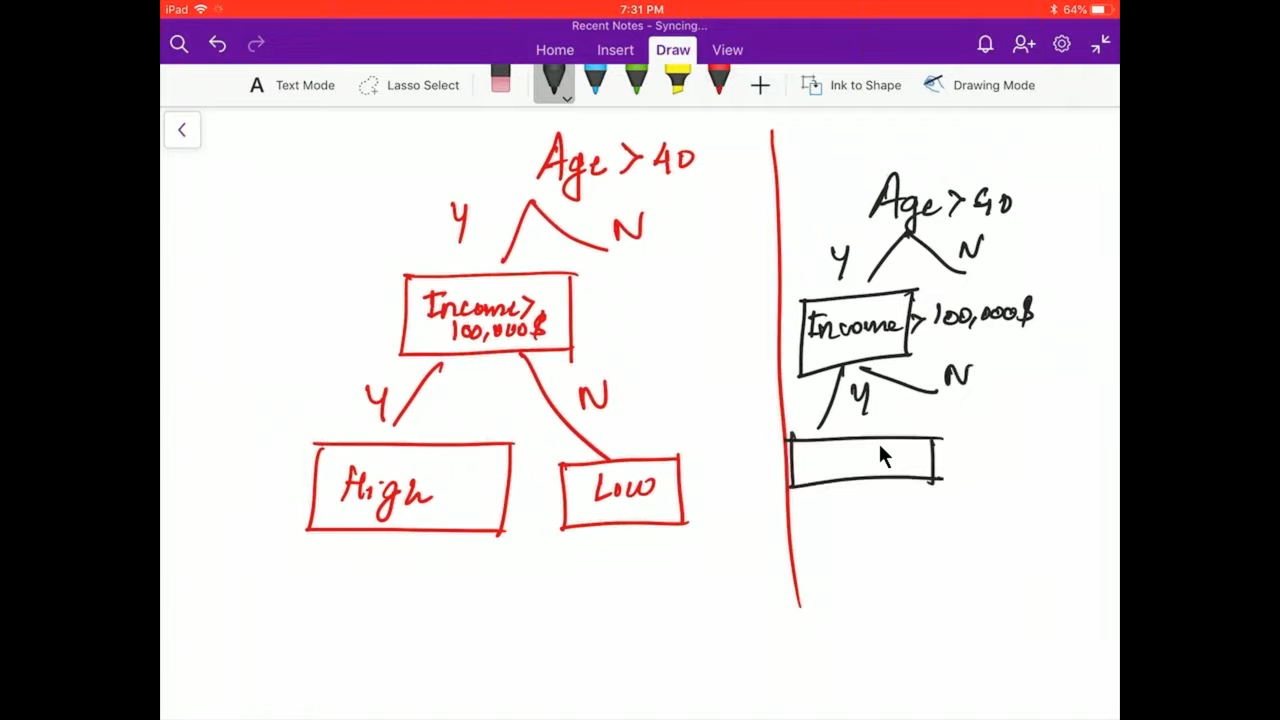 iPad
7:31 PM
64%
Recent Notes - Syncing...
Home
Insert
Draw
View
Text Mode
Lasso Select
Ink to Shape
Drawing Mode
Age > 40
Y
N
Income >
100,000$
Y
N
High
Low
Age > 40
Y
N
Income > 100,000$
Y
N